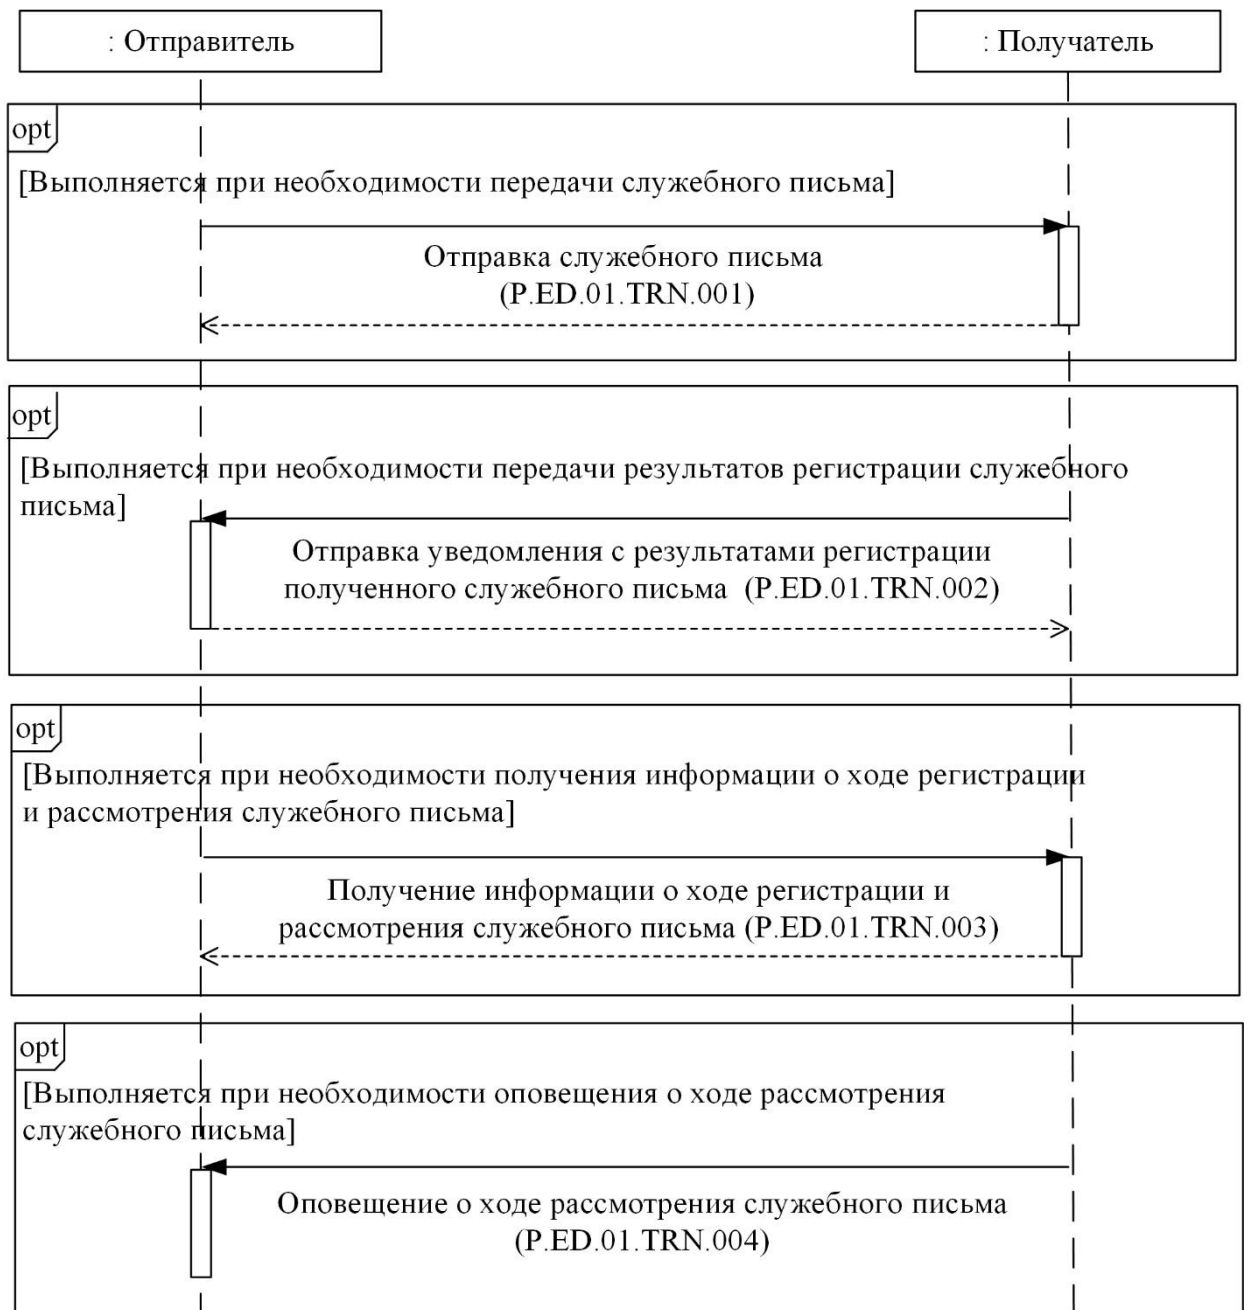 : Отправитель
: Получатель
opt
[Выполняется при необходимости передачи служебного письма]
Отправка служебного письма
(P.ED.01.TRN.001)
opt
[Выполняется при необходимости передачи результатов регистрации служебного
письма]
Отправка уведомления с результатами регистрации
полученного служебного письма (P.ED.01.TRN.002)
opt
[Выполняется при необходимости получения информации о ходе регистрации
и рассмотрения служебного письма]
Получение информации о ходе регистрации и
рассмотрения служебного письма (P.ED.01.TRN.003)
opt
[Выполняется при необходимости оповещения о ходе рассмотрения
служебного письма]
Оповещение о ходе рассмотрения служебного письма
(P.ED.01.TRN.004)